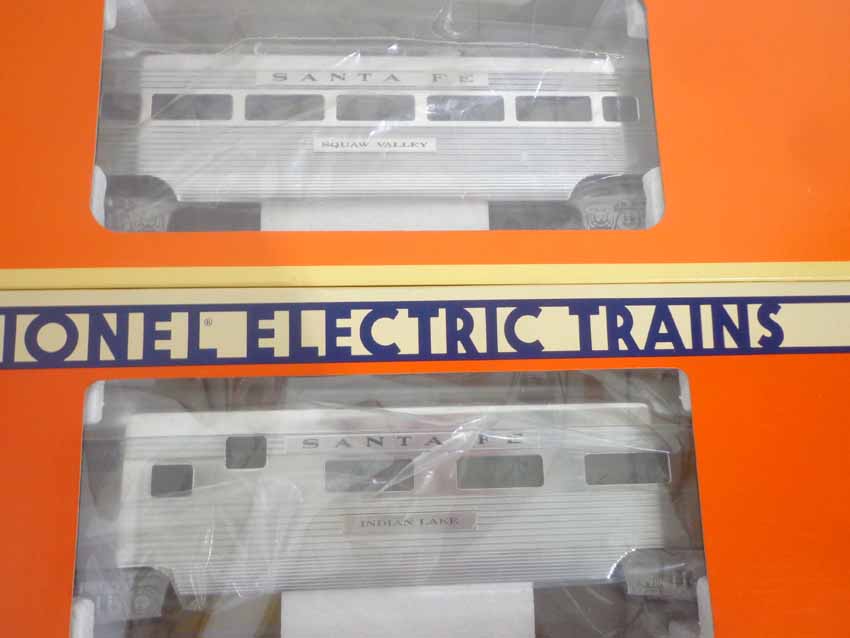 SANTA FE
SQUAW VALLEY
IONEL® ELECTRIC TRAINS
SANTA FE
INDIAN LAKE